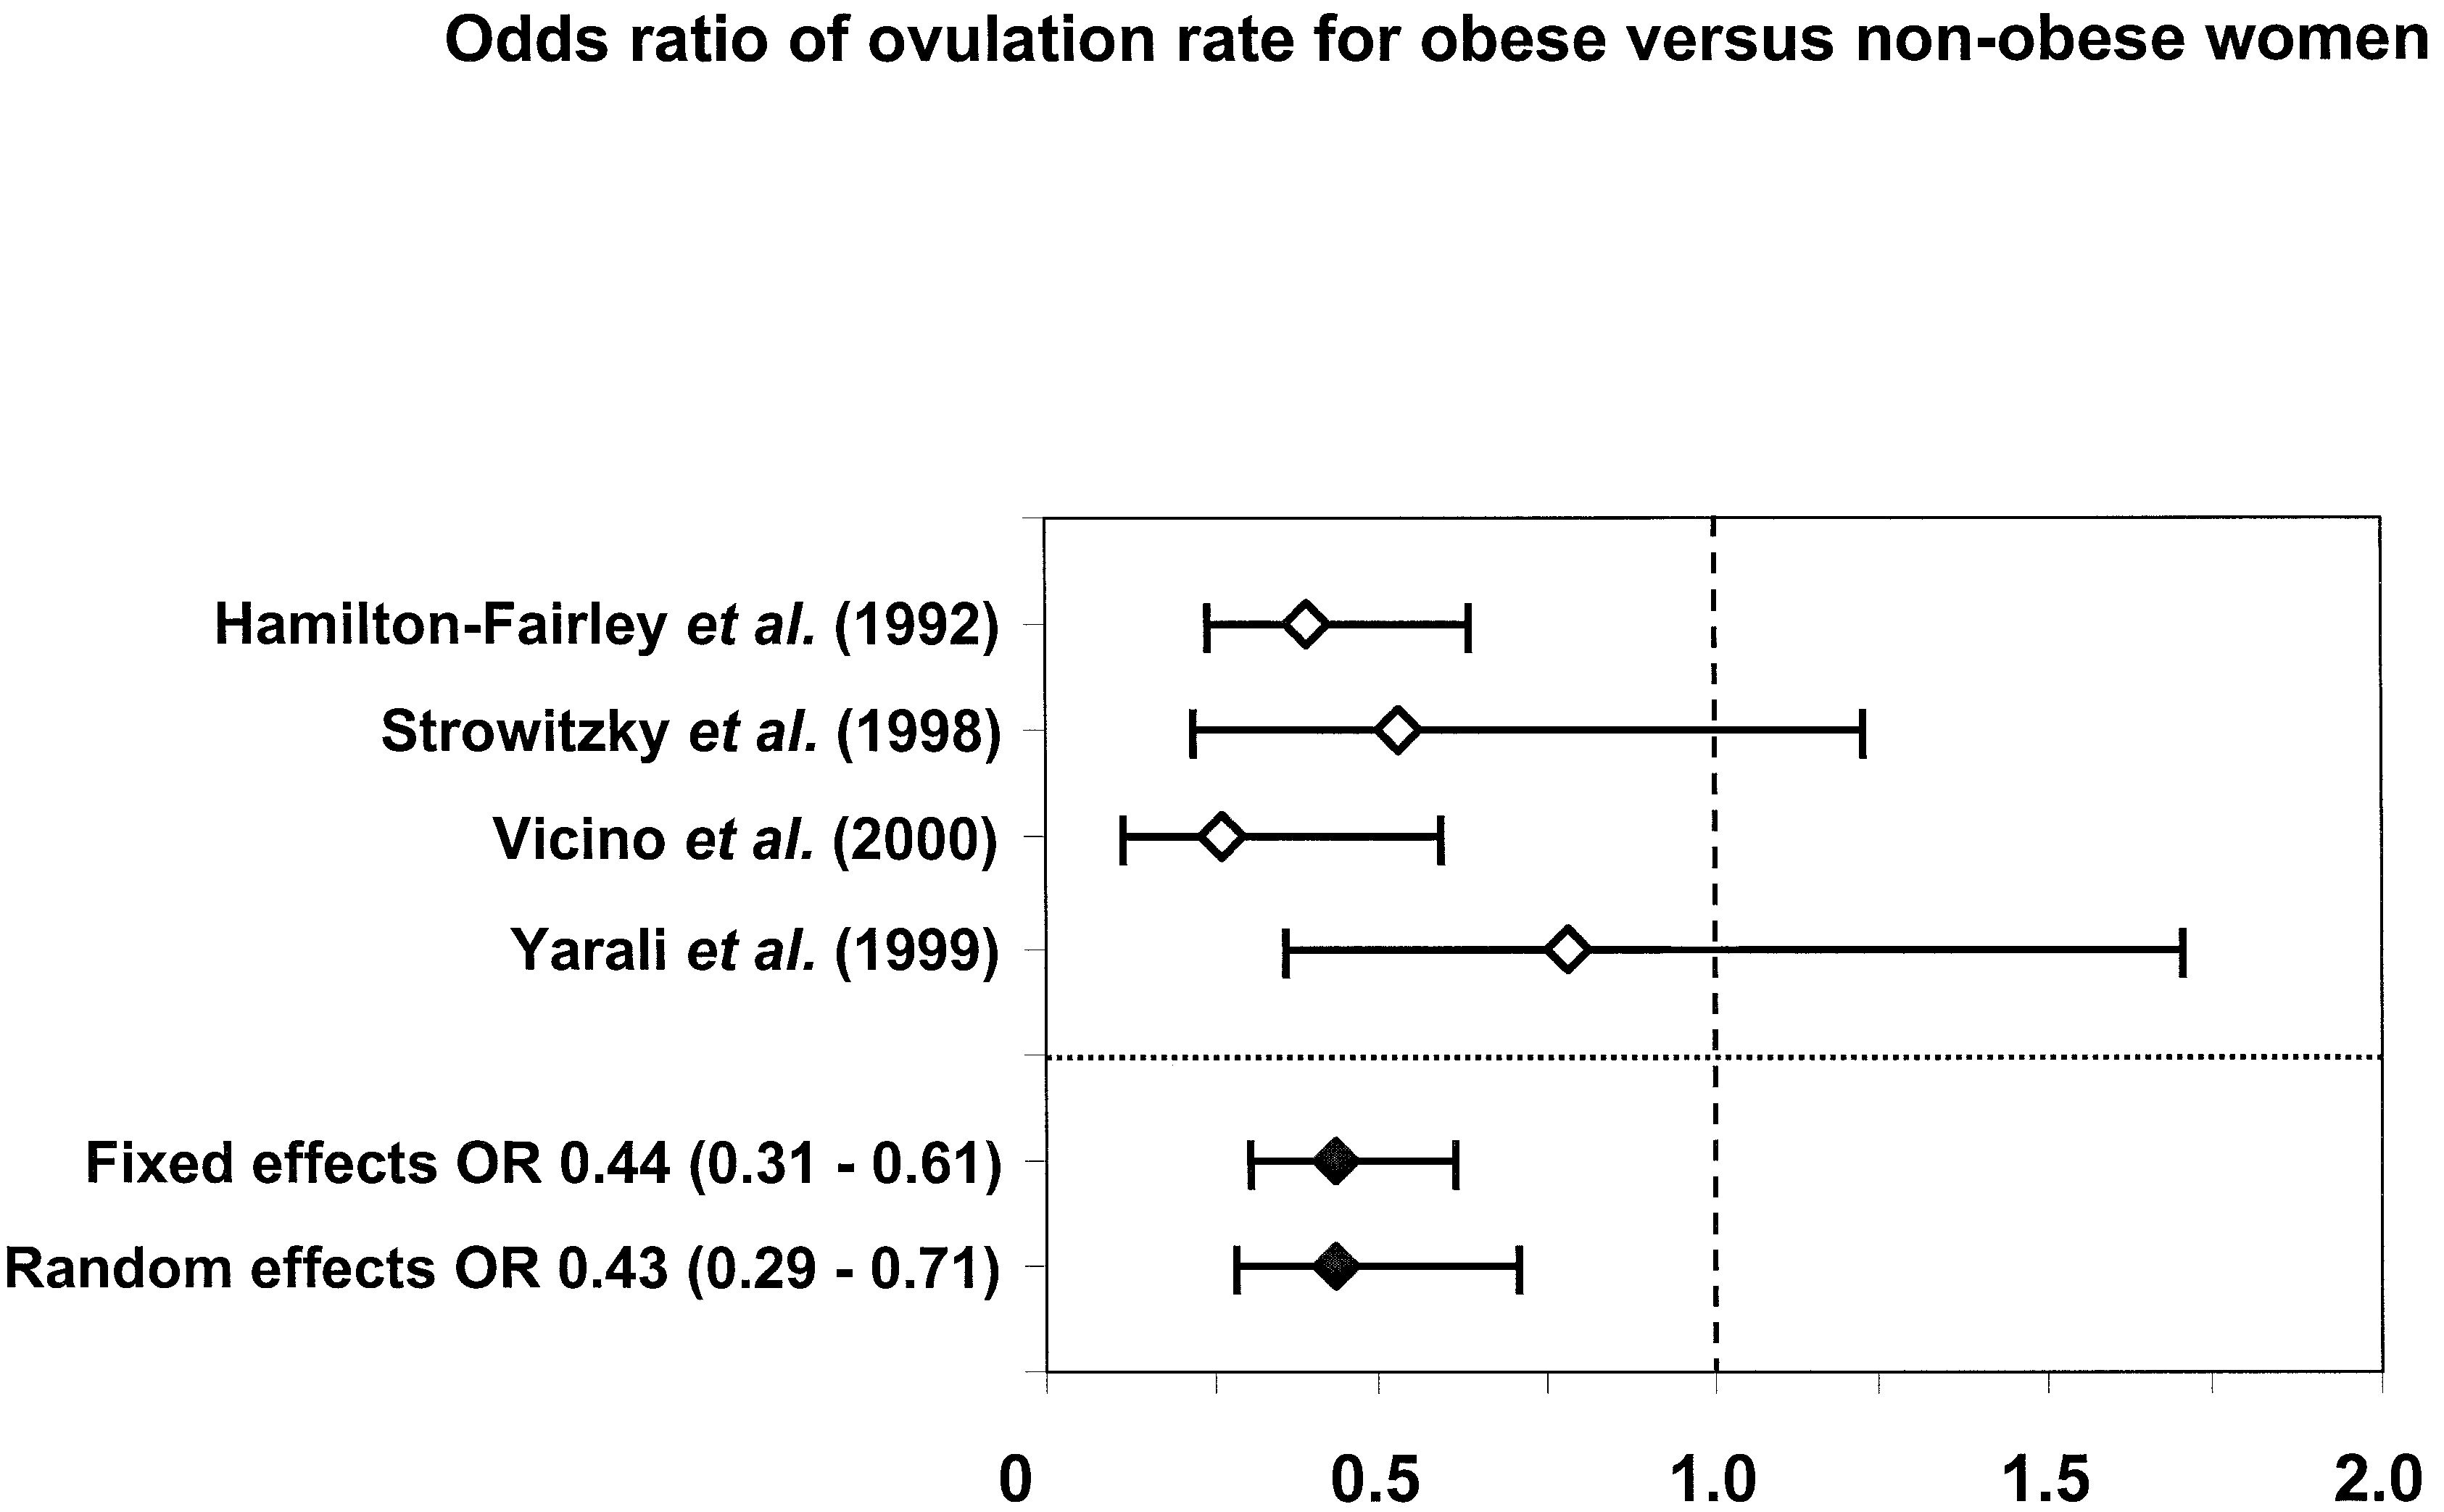 Odds ratio of ovulation rate for obese versus non-obese women
Hamilton-Fairley et al. (1992)
Strowitzky et al. (1998)
Vicino et al. (2000)
Yarali et al. (1999)
Fixed effects OR 0.44 (0.31 - 0.61)
Random effects OR 0.43 (0.29 - 0.71)
0 0.5 1.0 1.5 2.0